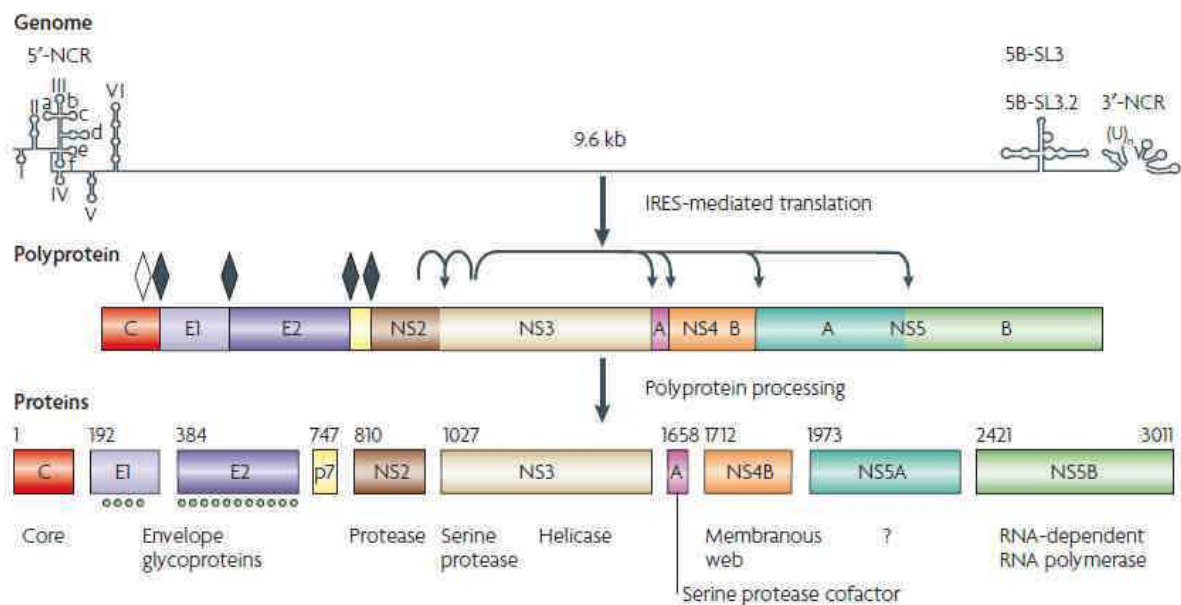 Genome
5′-NCR
5B-SL3
III
VI
II
a
b
c
5B-SL3.2
3′-NCR
d
9.6 kb
(U)n
e
f
I
IV
V
IRES-mediated translation
Polyprotein
C
E1
E2
NS2
NS3
A
NS4 B
A
NS5
B
Polyprotein processing
Proteins
1
192
384
747
810
1027
1658
1712
1973
2421
3011
C
E1
E2
p7
NS2
NS3
A
NS4B
NS5A
NS5B
Core
Envelope
glycoproteins
Protease
Serine
protease
Helicase
Membranous
web
?
RNA-dependent
RNA polymerase
Serine protease cofactor